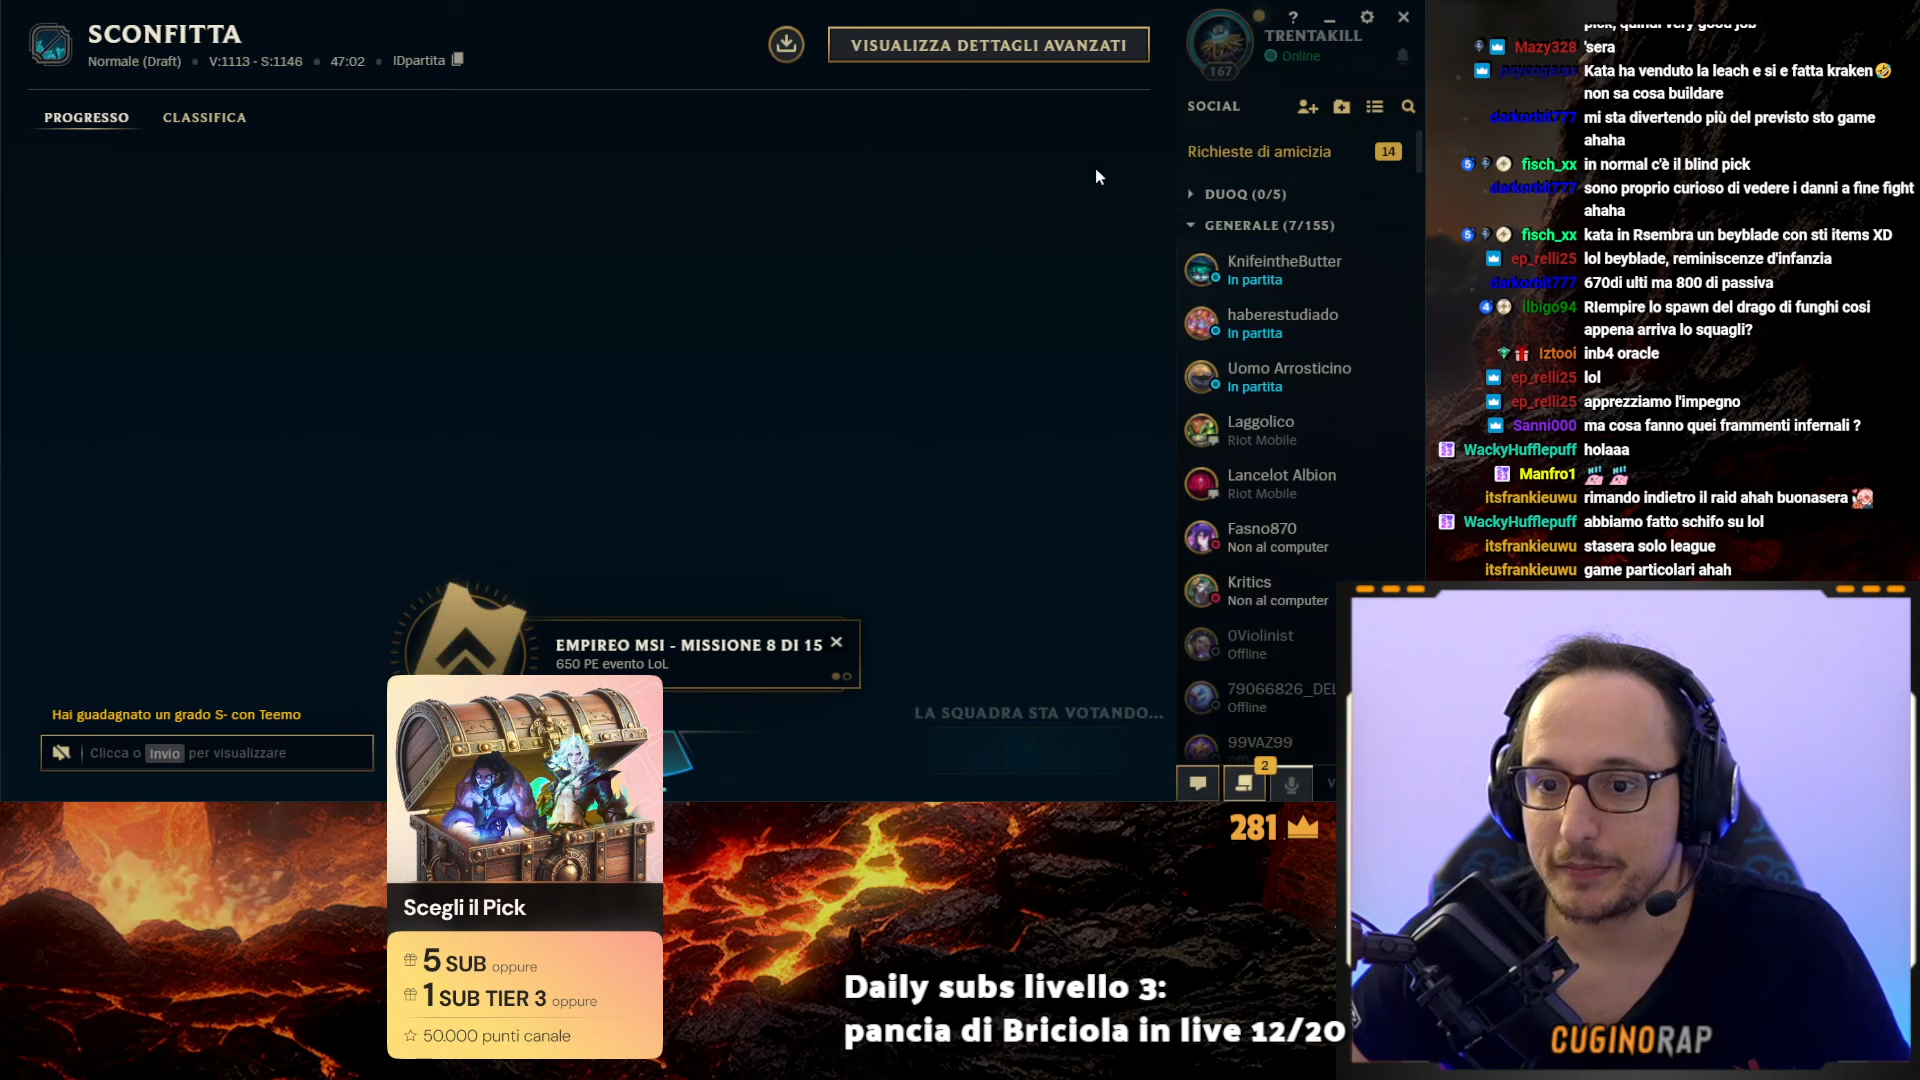 SCONFITTA
Normale (Draft) • V:1113 - S:1146 • 47:02 • IDpartita
VISUALIZZA DETTAGLI AVANZATI
PROGRESSO
CLASSIFICA
EMPIREO MSI - MISSIONE 8 DI 15
650 PE evento LoL
Hai guadagnato un grado S- con Teemo
Clicca o Invio per visualizzare
LA SQUADRA STA VOTANDO...
TRENTAKILL
Online
167
SOCIAL
Richieste di amicizia 14
DUOQ (0/5)
GENERALE (7/155)
KnifeintheButter
In partita
haberestudiado
In partita
Uomo Arrosticino
In partita
Laggolico
Riot Mobile
Lancelot Albion
Riot Mobile
Fasno870
Non al computer
Kritics
Non al computer
0Violinist
Offline
79066826_DEL
Offline
99VAZ99
2
pick, quindi very good job
Mazy328 'sera
Kata ha venduto la leach e si e fatta kraken🤣
non sa cosa buildare
darkorbit777 mi sta divertendo più del previsto sto game
ahaha
fisch_xx in normal c'è il blind pick
darkorbit777 sono proprio curioso di vedere i danni a fine fight
ahaha
fisch_xx kata in Rsembra un beyblade con sti items XD
ep_relli25 lol beyblade, reminiscenze d'infanzia
darkorbit777 670di ulti ma 800 di passiva
ilbigo94 RIempire lo spawn del drago di funghi cosi
appena arriva lo squagli?
Iztooi inb4 oracle
ep_relli25 lol
ep_relli25 apprezziamo l'impegno
Sanni000 ma cosa fanno quei frammenti infernali ?
WackyHufflepuff holaaa
Manfro1
itsfrankieuwu rimando indietro il raid ahah buonasera
WackyHufflepuff abbiamo fatto schifo su lol
itsfrankieuwu stasera solo league
itsfrankieuwu game particolari ahah
Scegli il Pick
5 SUB oppure
1 SUB TIER 3 oppure
50.000 punti canale
281
Daily subs livello 3:
pancia di Briciola in live 12/20
CUGINORAP